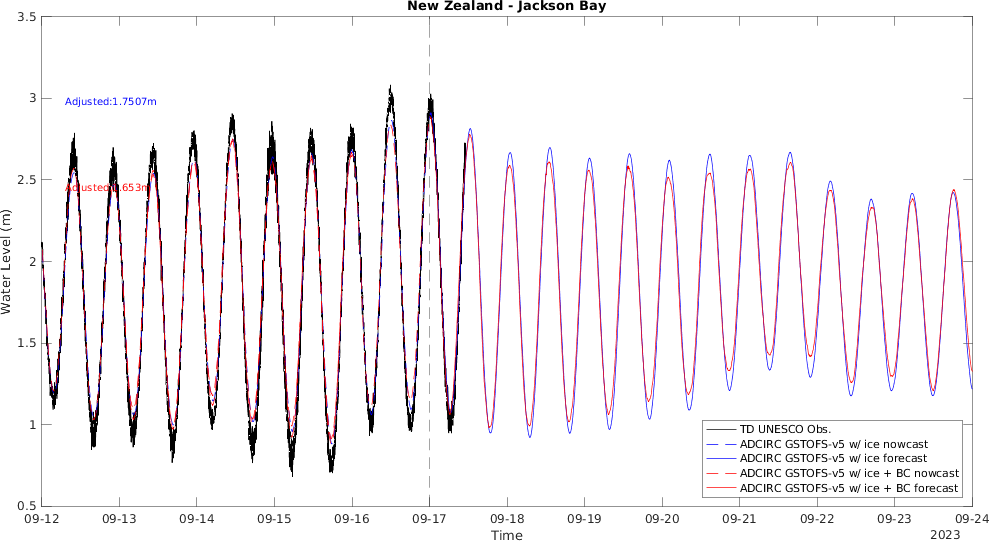 New Zealand - Jackson Bay
3.5
3
2.5
2
1.5
1
0.5
Water Level (m)
Adjusted:1.7507m
Adjusted:1.653m
09-12 09-13 09-14 09-15 09-16 09-17 09-18 09-19 09-20 09-21 09-22 09-23 09-24
Time
2023
TD UNESCO Obs.
ADCIRC GSTOFS-v5 w/ ice nowcast
ADCIRC GSTOFS-v5 w/ ice forecast
ADCIRC GSTOFS-v5 w/ ice + BC nowcast
ADCIRC GSTOFS-v5 w/ ice + BC forecast